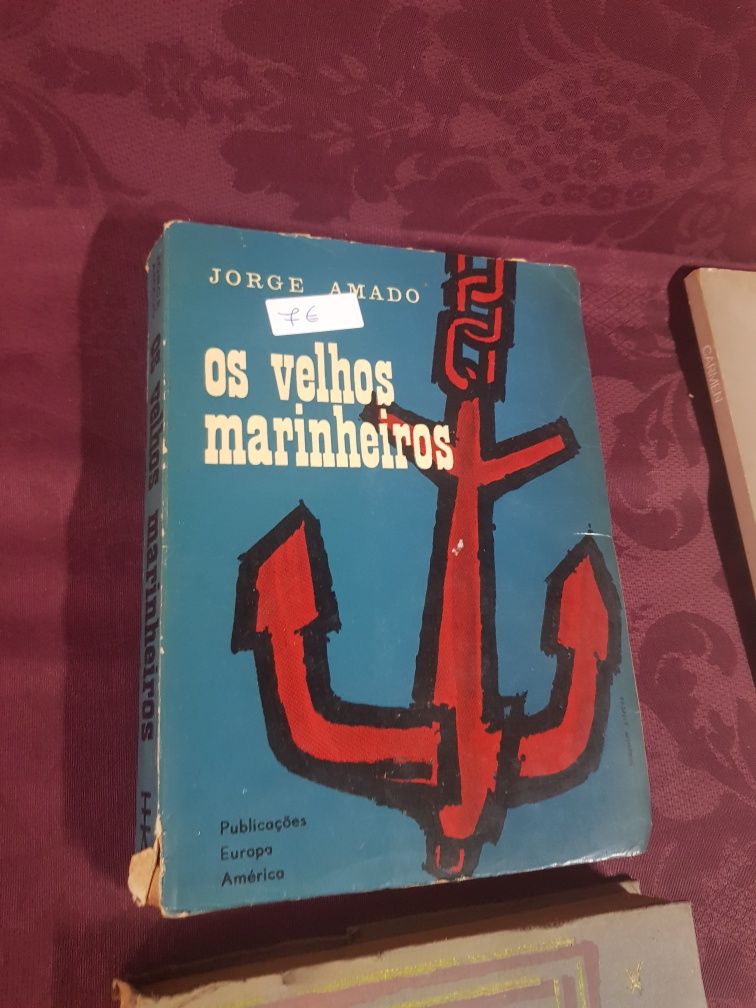 JORGE AMADO
7€
os velhos
marinheiros
Publicações
Europa
América
os velhos marinheiros
CARMEN